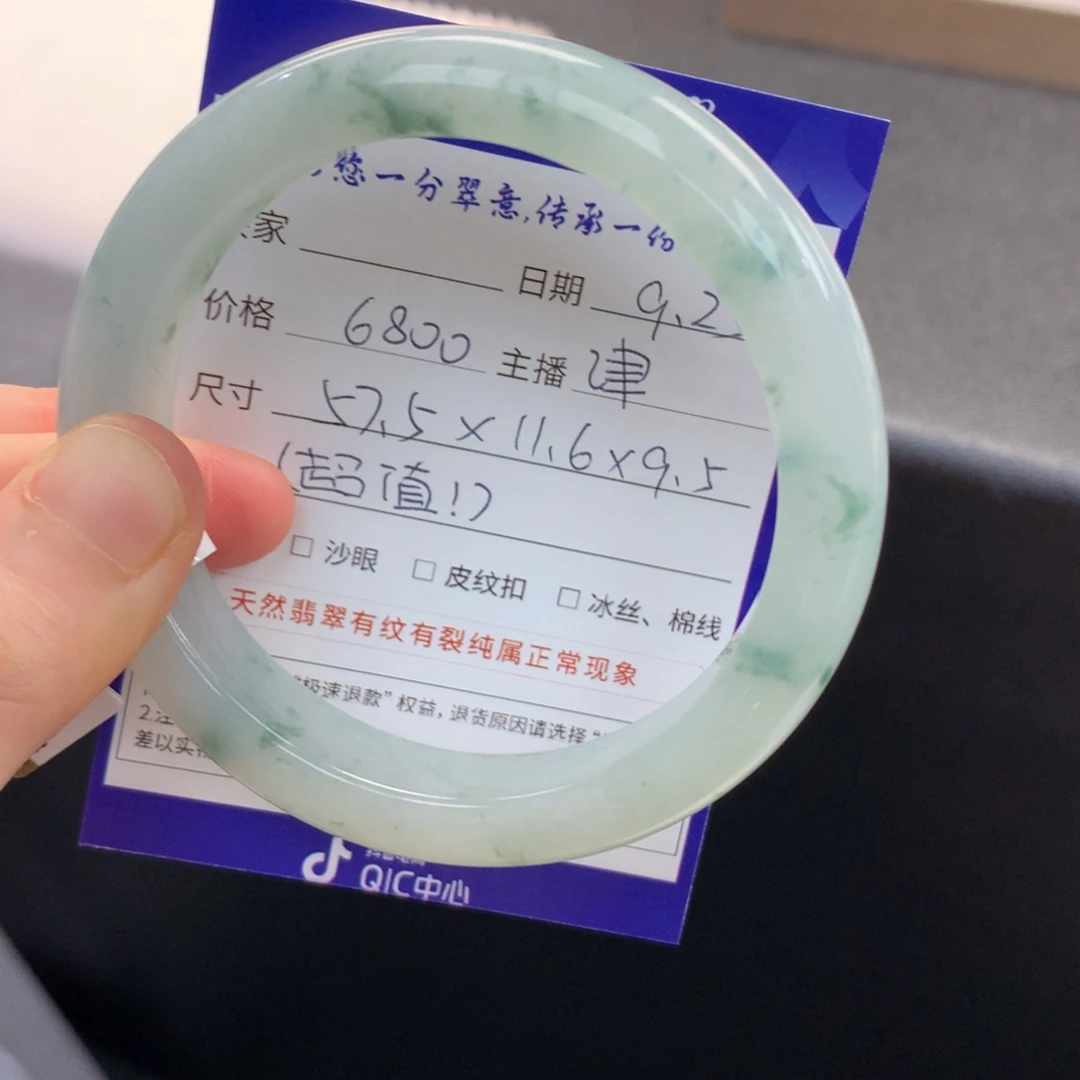 您一分翠意,传承一份
家 日期 9.2
价格 6800 主播 津
尺寸 57.5×11.6×9.5
(超值!)
□ 沙眼 □ 皮纹扣 □ 冰丝、棉线
天然翡翠有纹有裂纯属正常现象
“极速退款”权益,退货原因请选择“
2.注
差以实
抖音电商
QIC中心